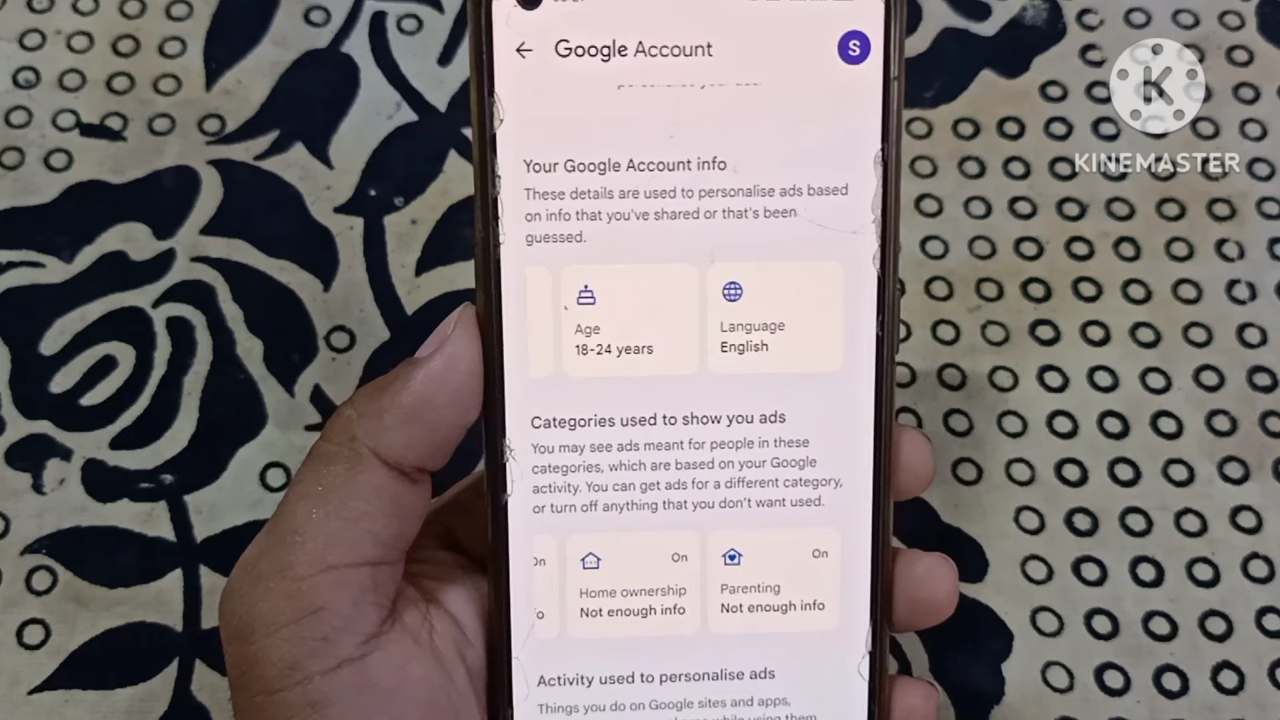 Google Account
S
K
KINEMASTER
Your Google Account info
These details are used to personalise ads based
on info that you've shared or that's been
guessed.
Age
18-24 years
Language
English
Categories used to show you ads
You may see ads meant for people in these
categories, which are based on your Google
activity. You can get ads for a different category,
or turn off anything that you don't want used.
On
Home ownership
Not enough info
On
Parenting
Not enough info
Activity used to personalise ads
Things you do on Google sites and apps,